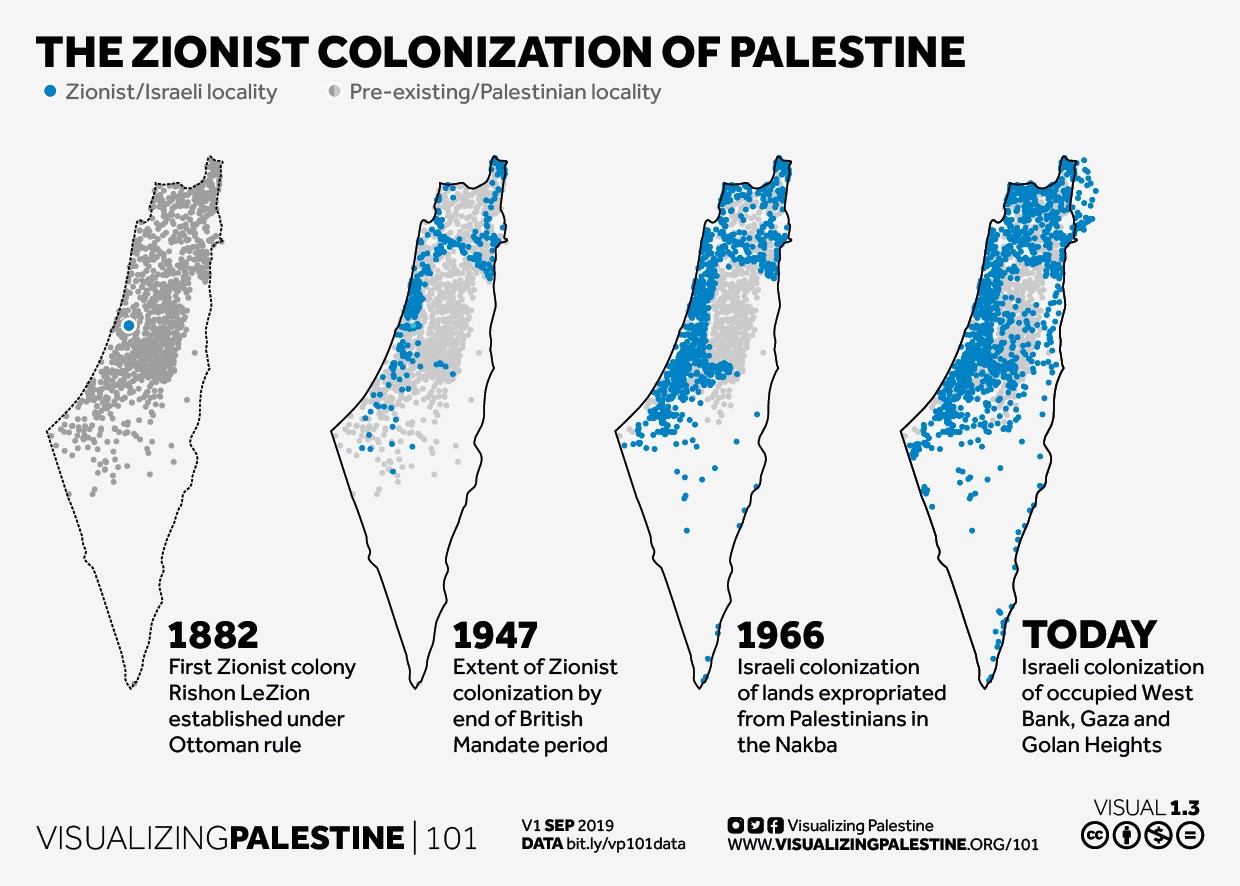 THE ZIONIST COLONIZATION OF PALESTINE
Zionist/Israeli locality
Pre-existing/Palestinian locality
1882
First Zionist colony
Rishon LeZion
established under
Ottoman rule
1947
Extent of Zionist
colonization by
end of British
Mandate period
1966
Israeli colonization
of lands expropriated
from Palestinians in
the Nakba
TODAY
Israeli colonization
of occupied West
Bank, Gaza and
Golan Heights
VISUALIZINGPALESTINE | 101
V1 SEP 2019
DATA bit.ly/vp101data
Visualizing Palestine
WWW.VISUALIZINGPALESTINE.ORG/101
VISUAL 1.3
cc